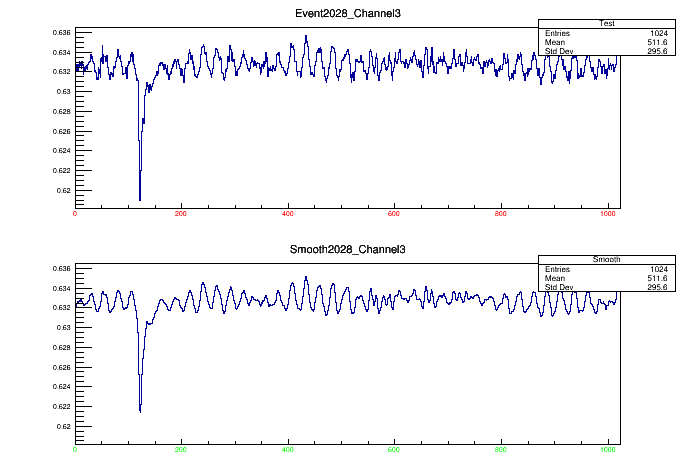 Event2028_Channel3
Test
Entries 1024
Mean 511.6
Std Dev 295.6
0.636
0.634
0.632
0.63
0.628
0.626
0.624
0.622
0.62
0 200 400 600 800 1000
Smooth2028_Channel3
Smooth
Entries 1024
Mean 511.6
Std Dev 295.6
0.636
0.634
0.632
0.63
0.628
0.626
0.624
0.622
0.62
0 200 400 600 800 1000